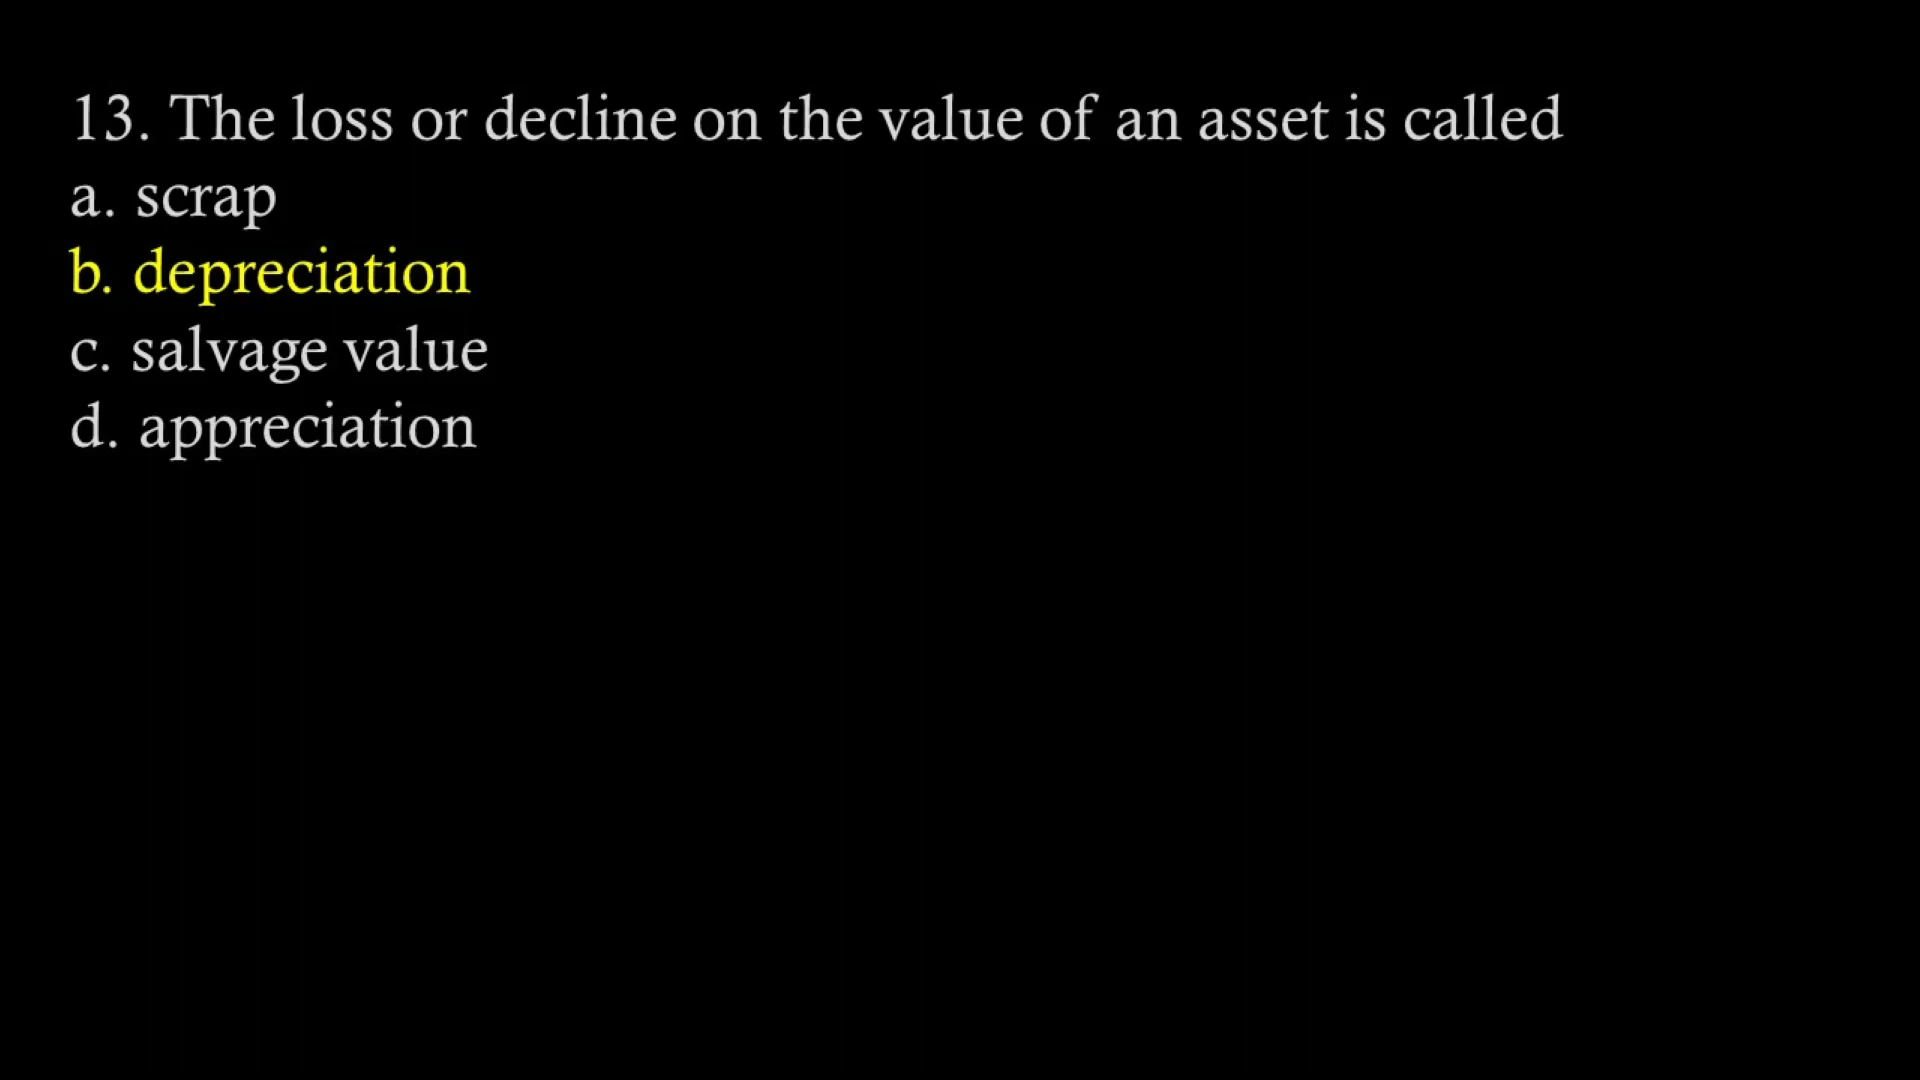 13. The loss or decline on the value of an asset is called
a. scrap
b. depreciation
c. salvage value
d. appreciation